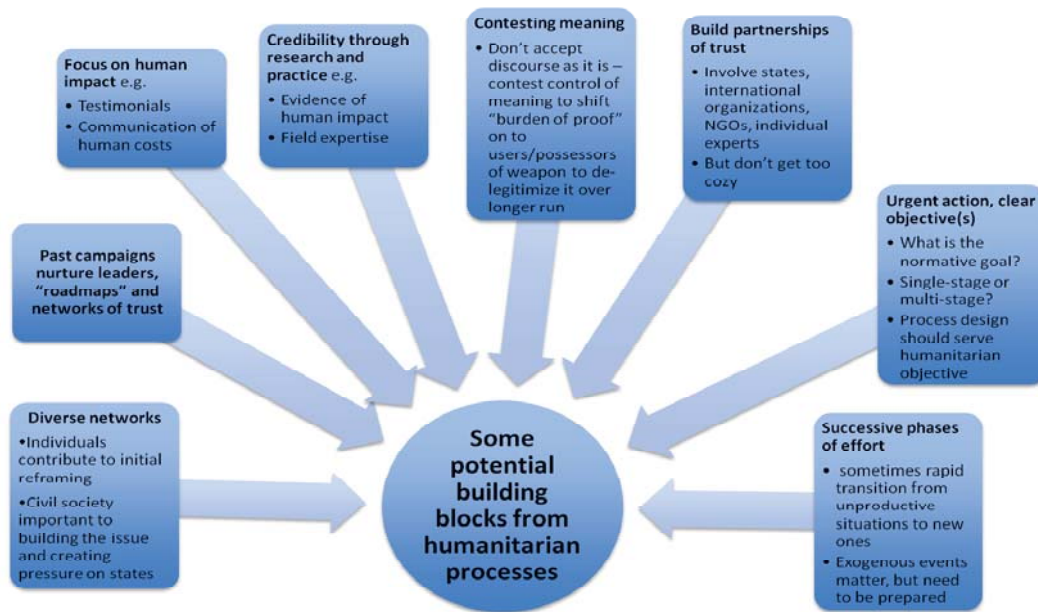 Diverse networks
•Individuals
contribute to initial
reframing
•Civil society
important to
building the issue
and creating
pressure on states
Past campaigns
nurture leaders,
“roadmaps” and
networks of trust
Focus on human
impact e.g.
• Testimonials
• Communication of
human costs
Credibility through
research and
practice e.g.
• Evidence of
human impact
• Field expertise
Contesting meaning
• Don’t accept
discourse as it is –
contest control of
meaning to shift
“burden of proof”
on to
users/possessors
of weapon to de-
legitimize it over
longer run
Build partnerships
of trust
• Involve states,
international
organizations,
NGOs, individual
experts
• But don’t get too
cozy
Urgent action, clear
objective(s)
• What is the
normative goal?
• Single-stage or
multi-stage?
• Process design
should serve
humanitarian
objective
Successive phases
of effort
• sometimes rapid
transition from
unproductive
situations to new
ones
• Exogenous events
matter, but need
to be prepared
Some
potential
building
blocks from
humanitarian
processes